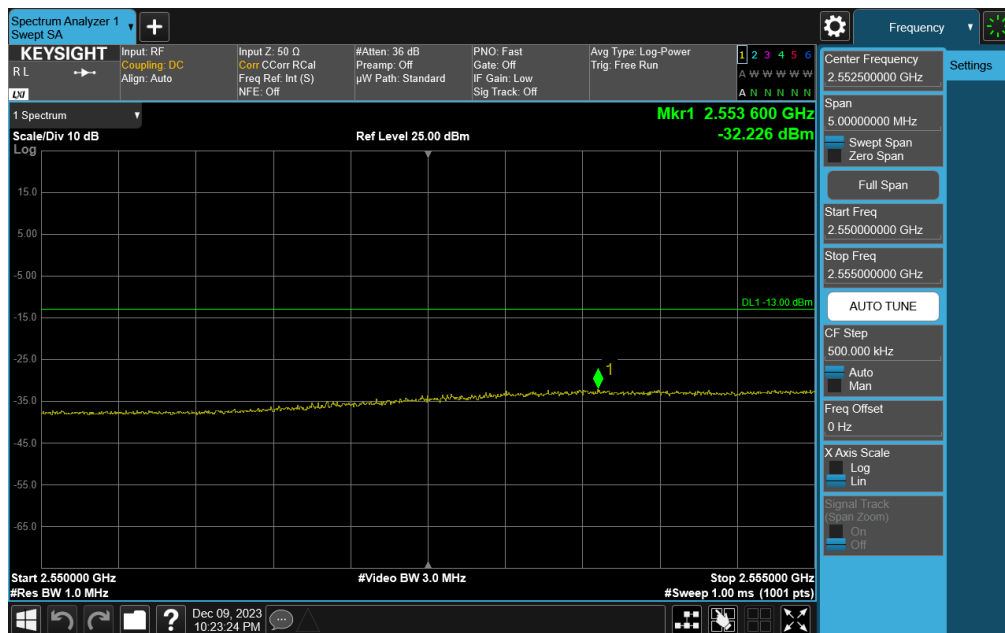 Spectrum Analyzer 1
Swept SA
+
Frequency
KEYSIGHT
R L
LXI
Input: RF
Coupling: DC
Align: Auto
Input Z: 50 Ω
Corr CCorr RCal
Freq Ref: Int (S)
NFE: Off
#Atten: 36 dB
Preamp: Off
µW Path: Standard
PNO: Fast
Gate: Off
IF Gain: Low
Sig Track: Off
Avg Type: Log-Power
Trig: Free Run
1 2 3 4 5 6
A W W W W W
A N N N N N
1 Spectrum
Scale/Div 10 dB
Log
Ref Level 25.00 dBm
Mkr1 2.553 600 GHz
-32.226 dBm
15.0
5.00
-5.00
-15.0
-25.0
-35.0
-45.0
-55.0
-65.0
DL1 -13.00 dBm
1
Start 2.550000 GHz
#Res BW 1.0 MHz
#Video BW 3.0 MHz
Stop 2.555000 GHz
#Sweep 1.00 ms (1001 pts)
Center Frequency
2.552500000 GHz
Settings
Span
5.00000000 MHz
Swept Span
Zero Span
Full Span
Start Freq
2.550000000 GHz
Stop Freq
2.555000000 GHz
AUTO TUNE
CF Step
500.000 kHz
Auto
Man
Freq Offset
0 Hz
X Axis Scale
Log
Lin
Signal Track
(Span Zoom)
On
Off
?
Dec 09, 2023
10:23:24 PM